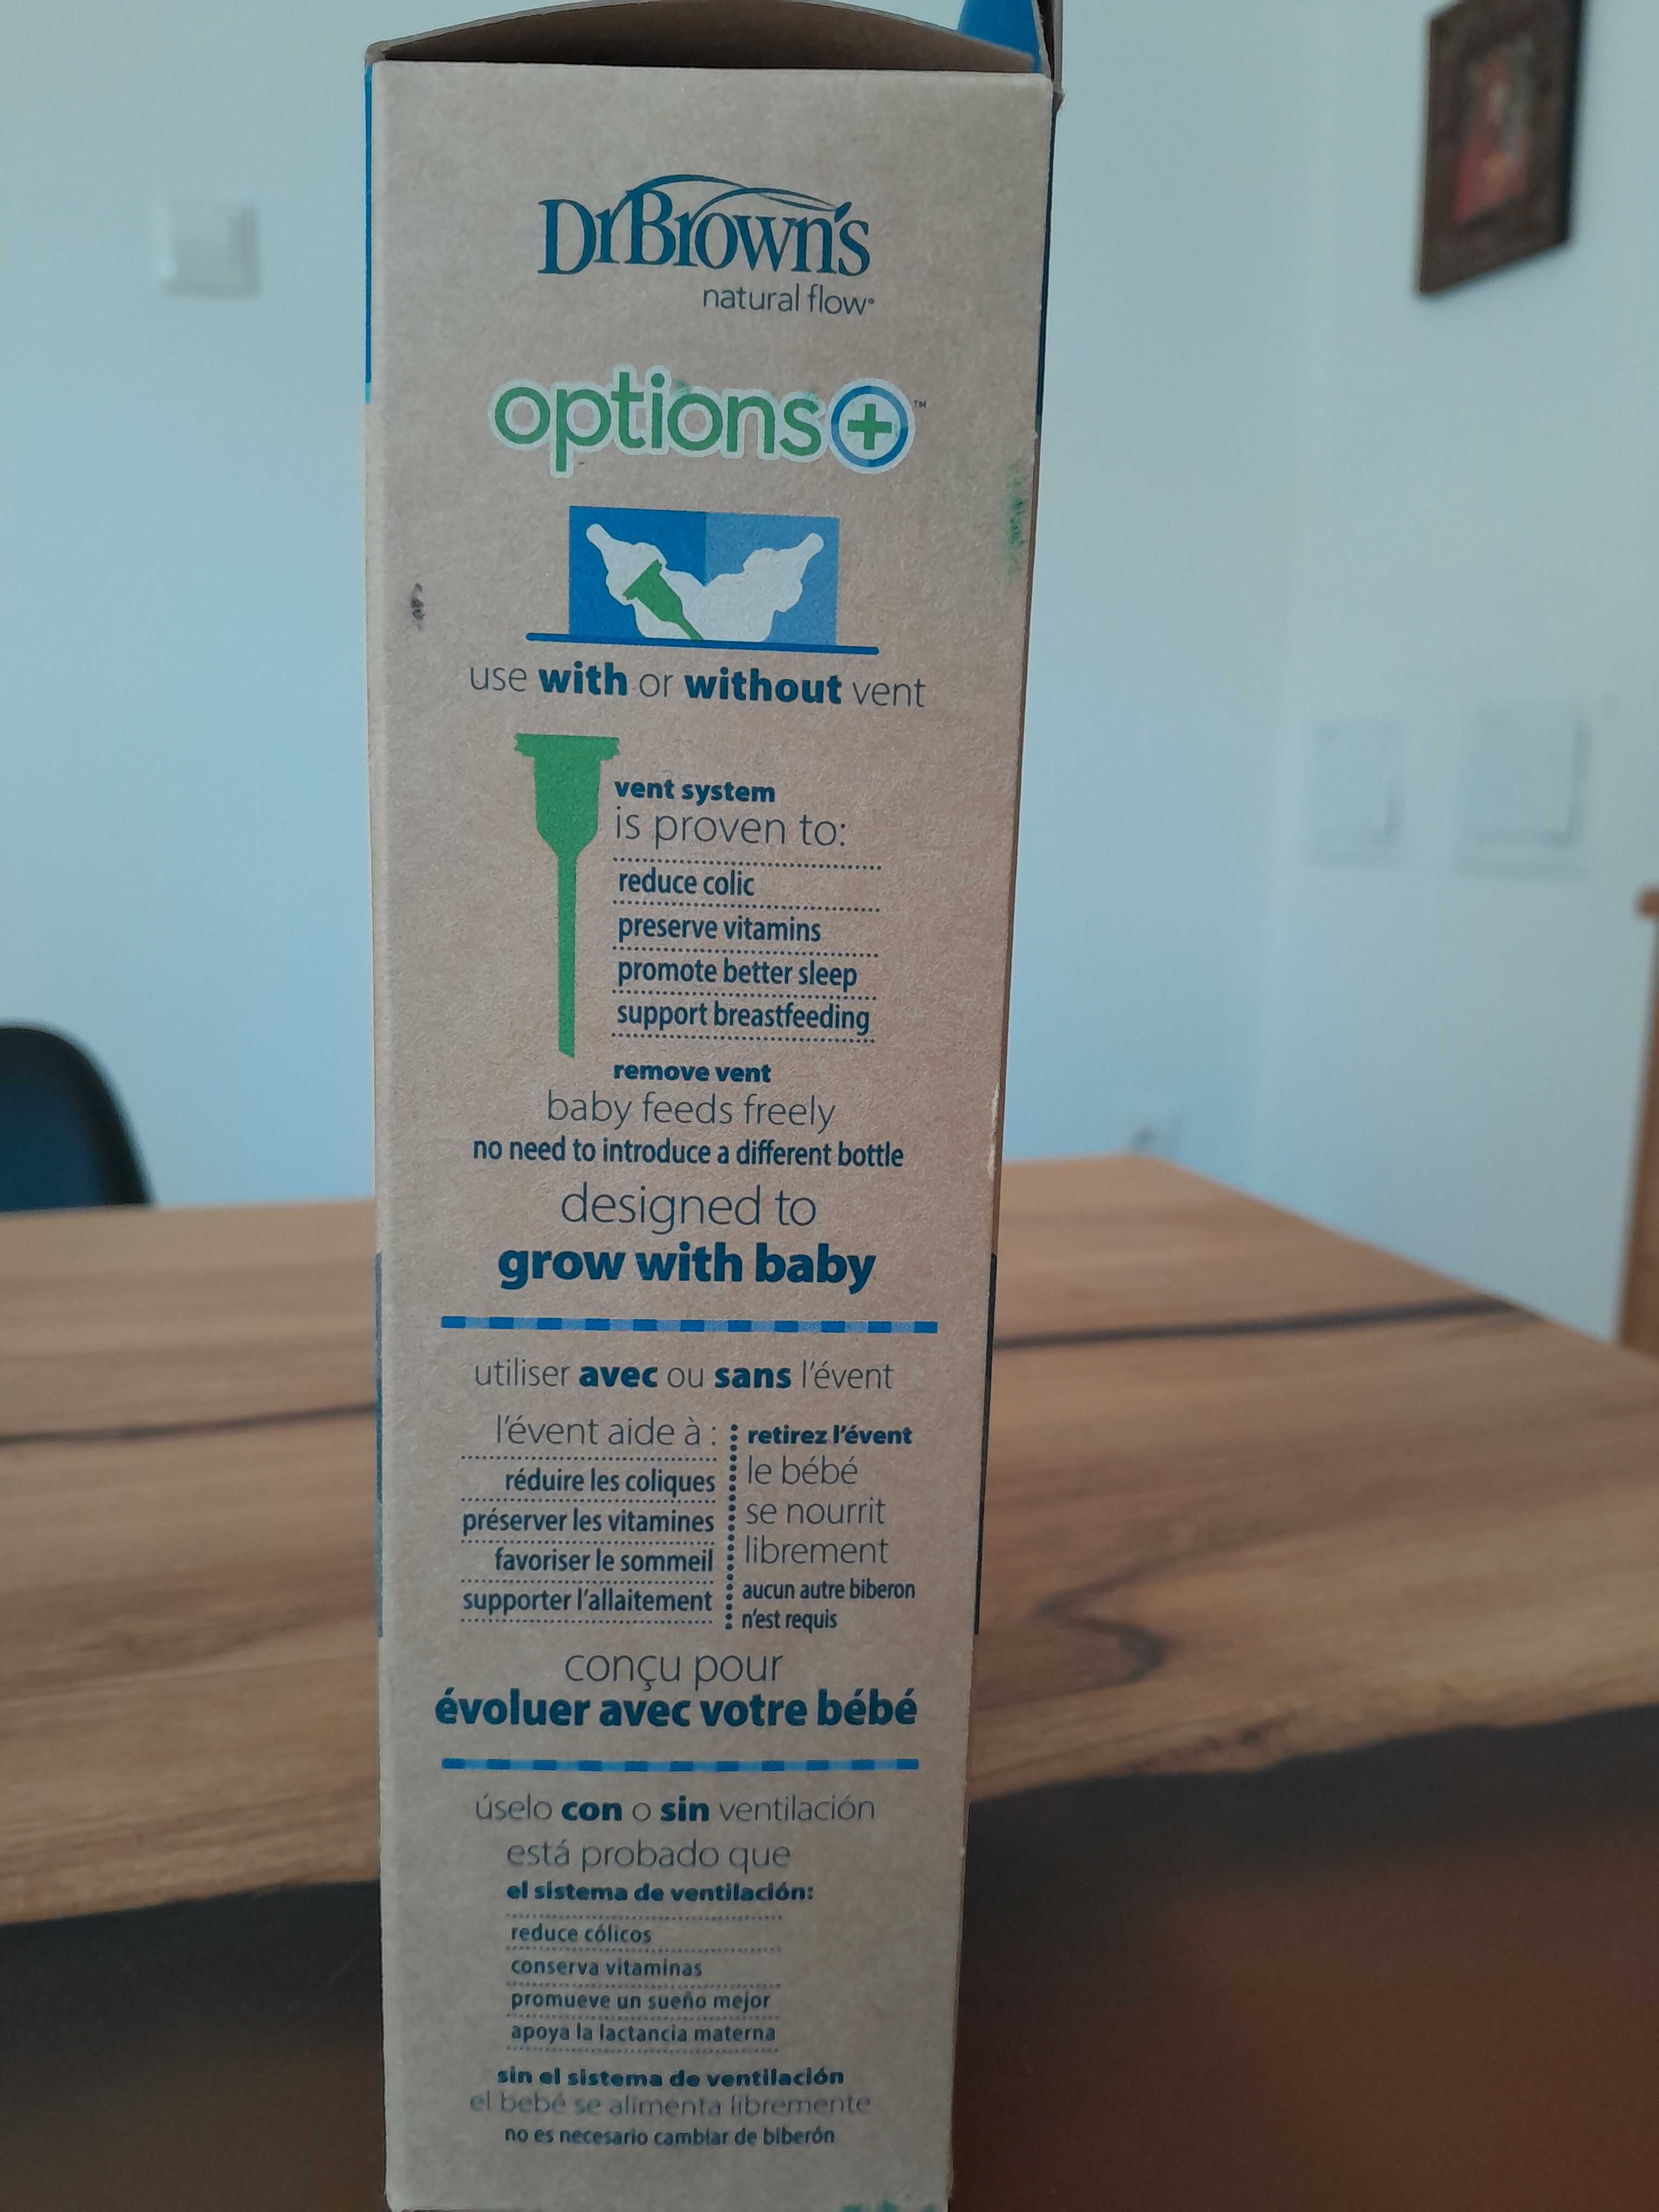 DrBrown's
natural flow®
options+™
use with or without vent
vent system
is proven to:
reduce colic
preserve vitamins
promote better sleep
support breastfeeding
remove vent
baby feeds freely
no need to introduce a different bottle
designed to
grow with baby
utiliser avec ou sans l'évent
l'évent aide à :
réduire les coliques
préserver les vitamines
favoriser le sommeil
supporter l'allaitement
retirez l'évent
le bébé
se nourrit
librement
aucun autre biberon
n'est requis
conçu pour
évoluer avec votre bébé
úselo con o sin ventilación
está probado que
el sistema de ventilación:
reduce cólicos
conserva vitaminas
promueve un sueño mejor
apoya la lactancia materna
sin el sistema de ventilación
el bebé se alimenta libremente
no es necesario cambiar de biberón